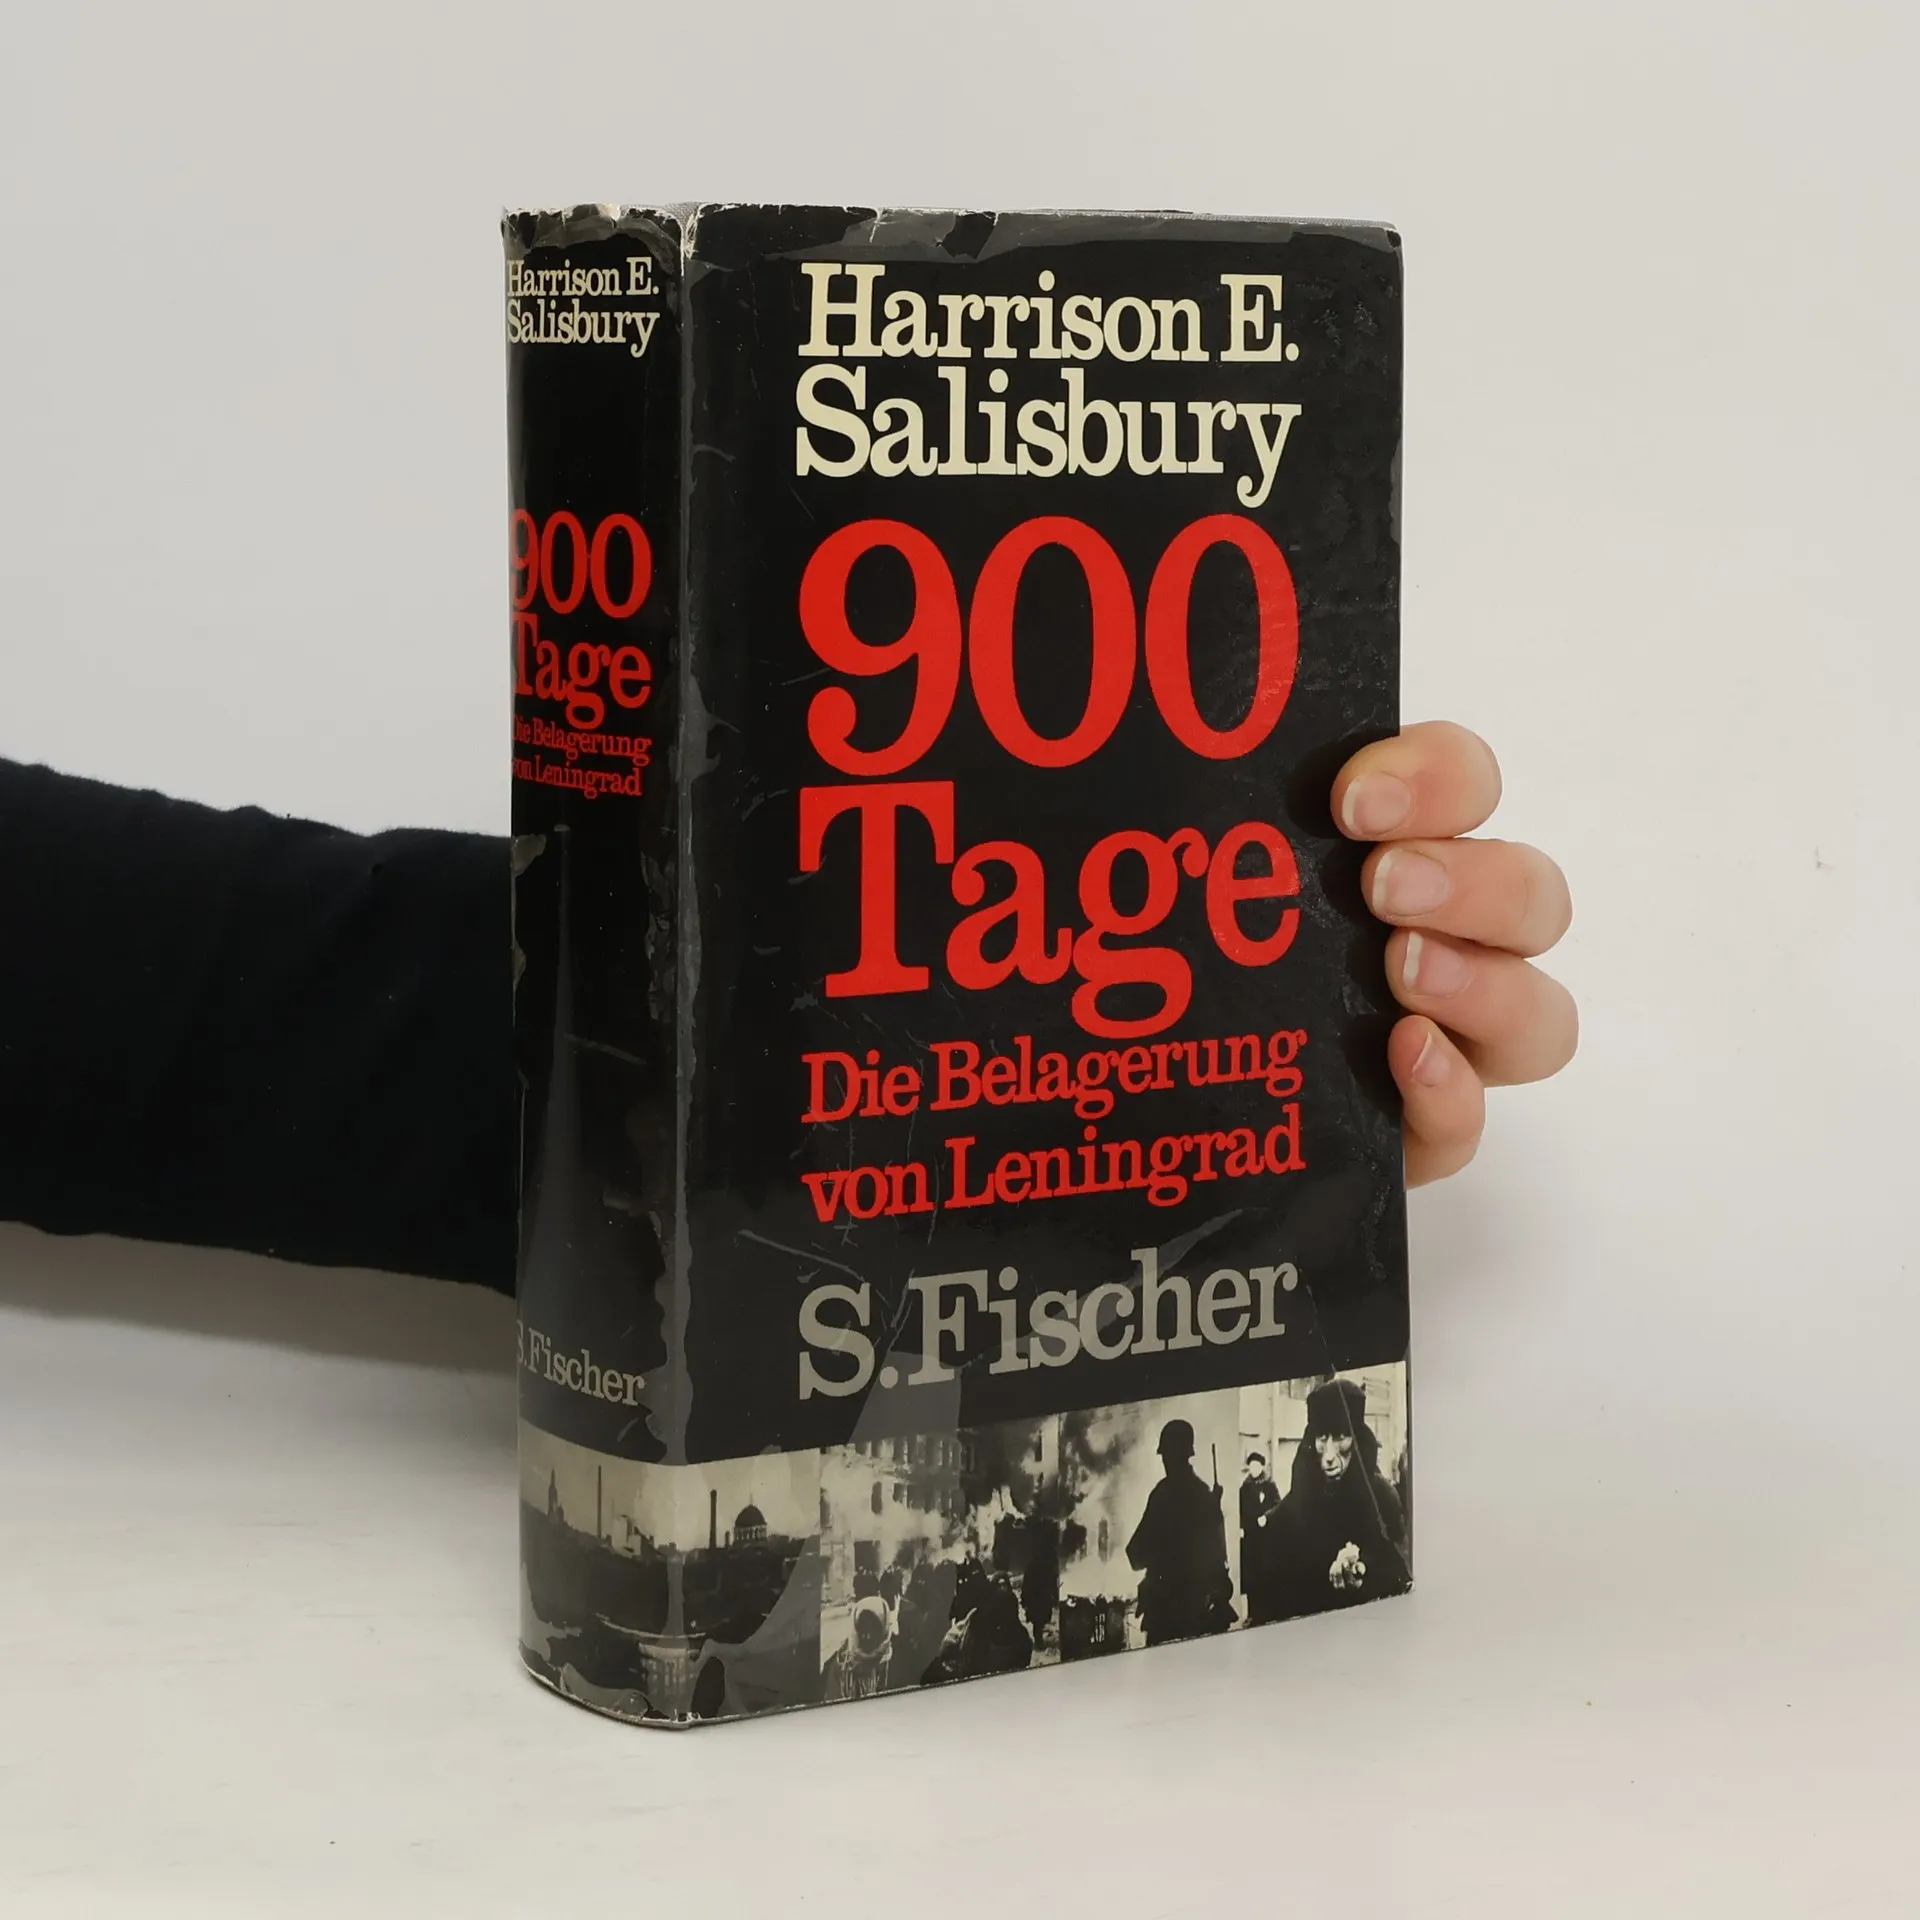 Harrison E.
Salisbury
900
Tage
Die Belagerung
von Leningrad
S. Fischer
Harrison E.
Salisbury
900
Tage
Die Belagerung
von Leningrad
S. Fischer